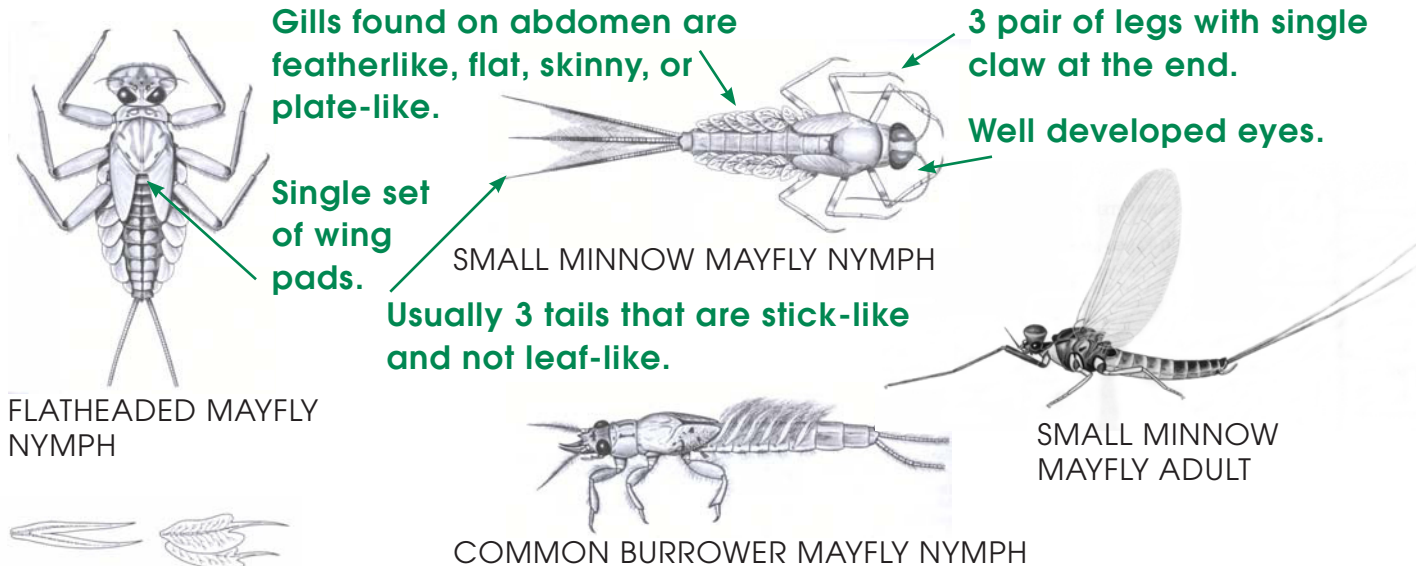 Gills found on abdomen are
featherlike, flat, skinny, or
plate-like.
3 pair of legs with single
claw at the end.
Well developed eyes.
Single set
of wing
pads.
SMALL MINNOW MAYFLY NYMPH
Usually 3 tails that are stick-like
and not leaf-like.
FLATHEADED MAYFLY
NYMPH
SMALL MINNOW
MAYFLY ADULT
COMMON BURROWER MAYFLY NYMPH